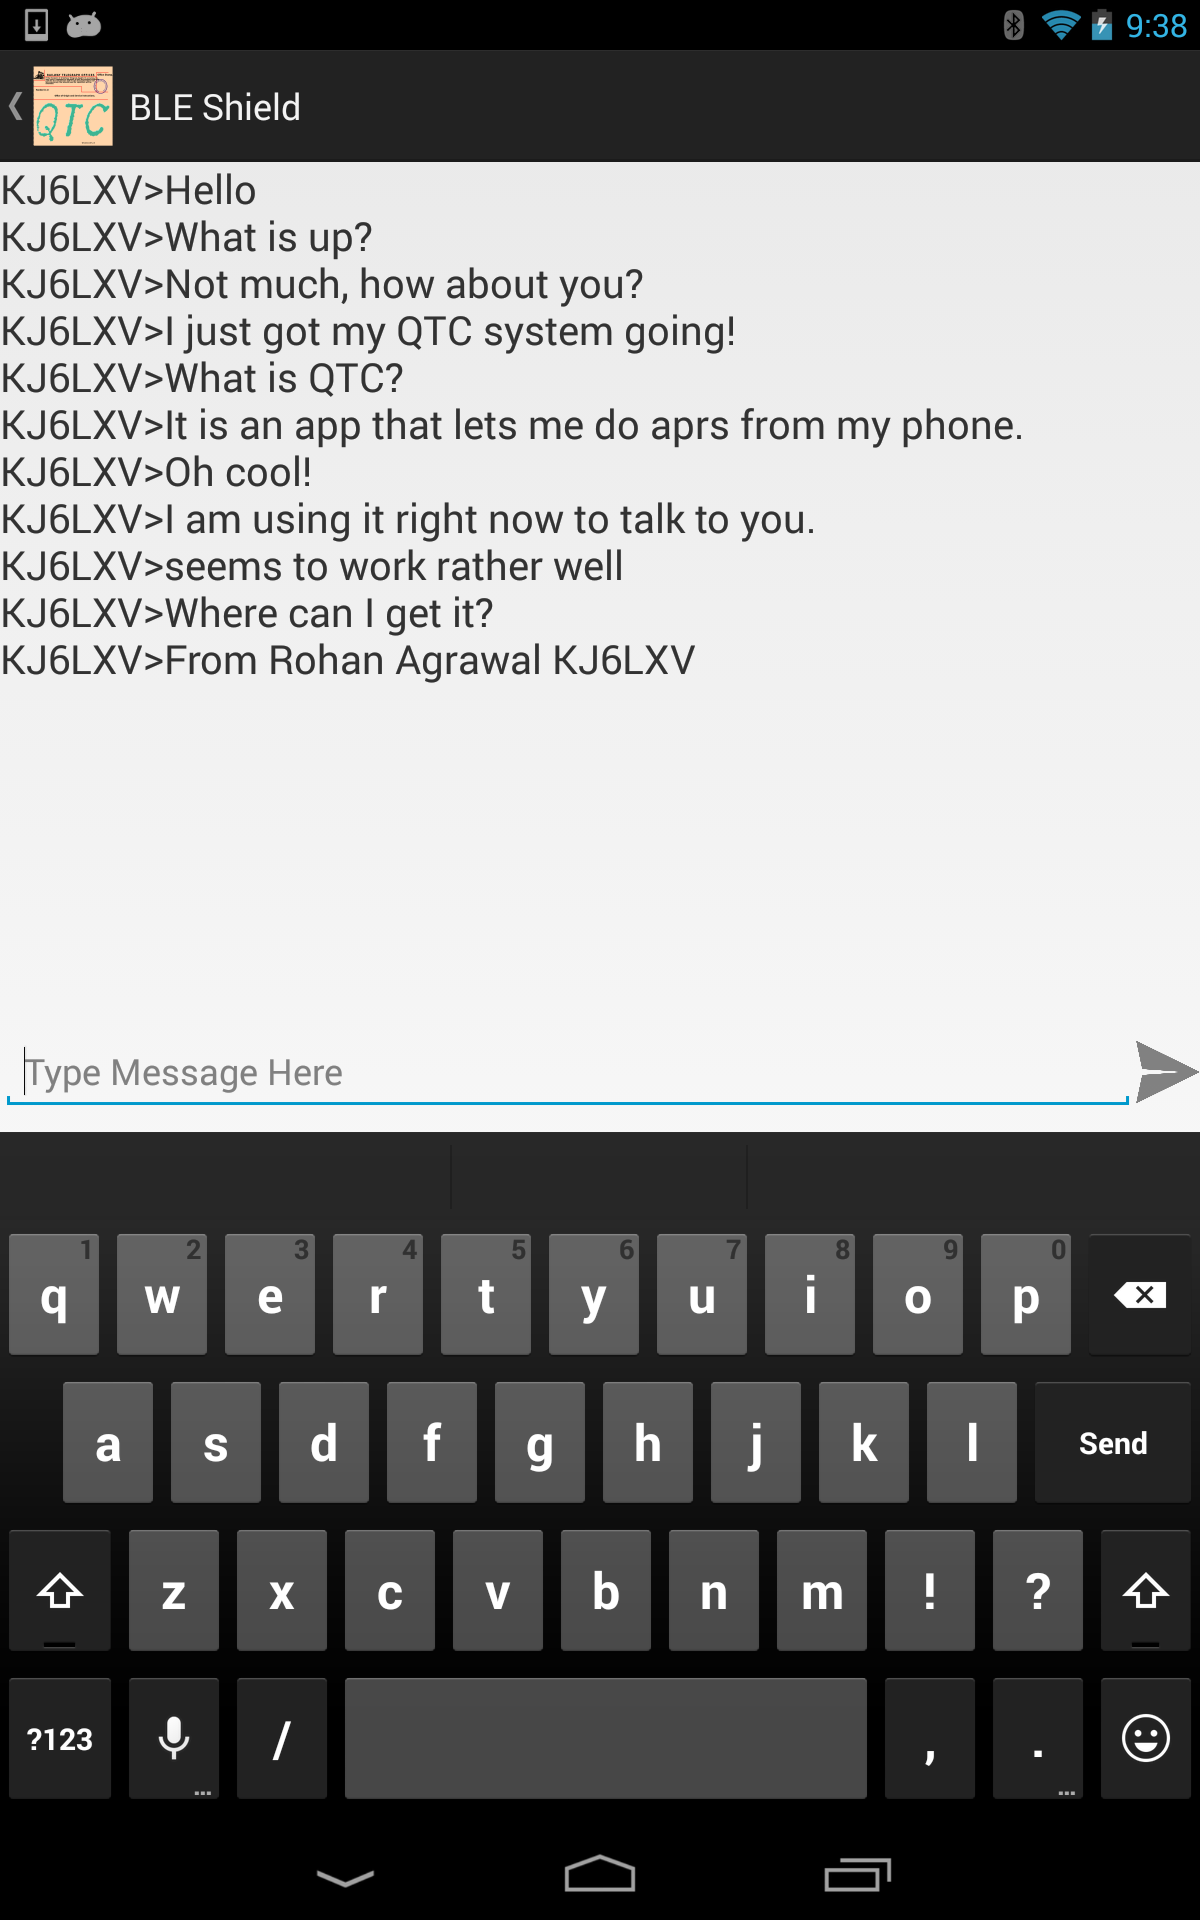 9:38
QTC
BLE Shield
KJ6LXV>Hello
KJ6LXV>What is up?
KJ6LXV>Not much, how about you?
KJ6LXV>I just got my QTC system going!
KJ6LXV>What is QTC?
KJ6LXV>It is an app that lets me do aprs from my phone.
KJ6LXV>Oh cool!
KJ6LXV>I am using it right now to talk to you.
KJ6LXV>seems to work rather well
KJ6LXV>Where can I get it?
KJ6LXV>From Rohan Agrawal KJ6LXV
Type Message Here
1 2 3 4 5 6 7 8 9 0
q w e r t y u i o p
a s d f g h j k l Send
z x c v b n m ! ?
?123 / , .